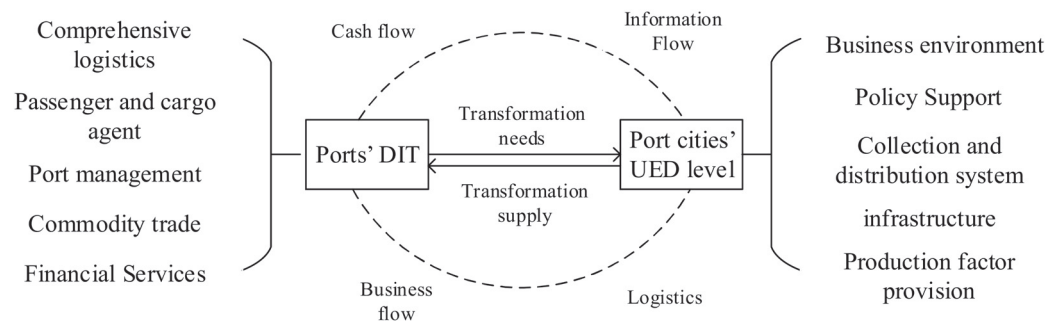 Comprehensive
logistics
Passenger and cargo
agent
Port management
Commodity trade
Financial Services
Cash flow
Information
Flow
Ports' DIT
Transformation
needs
Transformation
supply
Port cities'
UED level
Business
flow
Logistics
Business environment
Policy Support
Collection and
distribution system
infrastructure
Production factor
provision